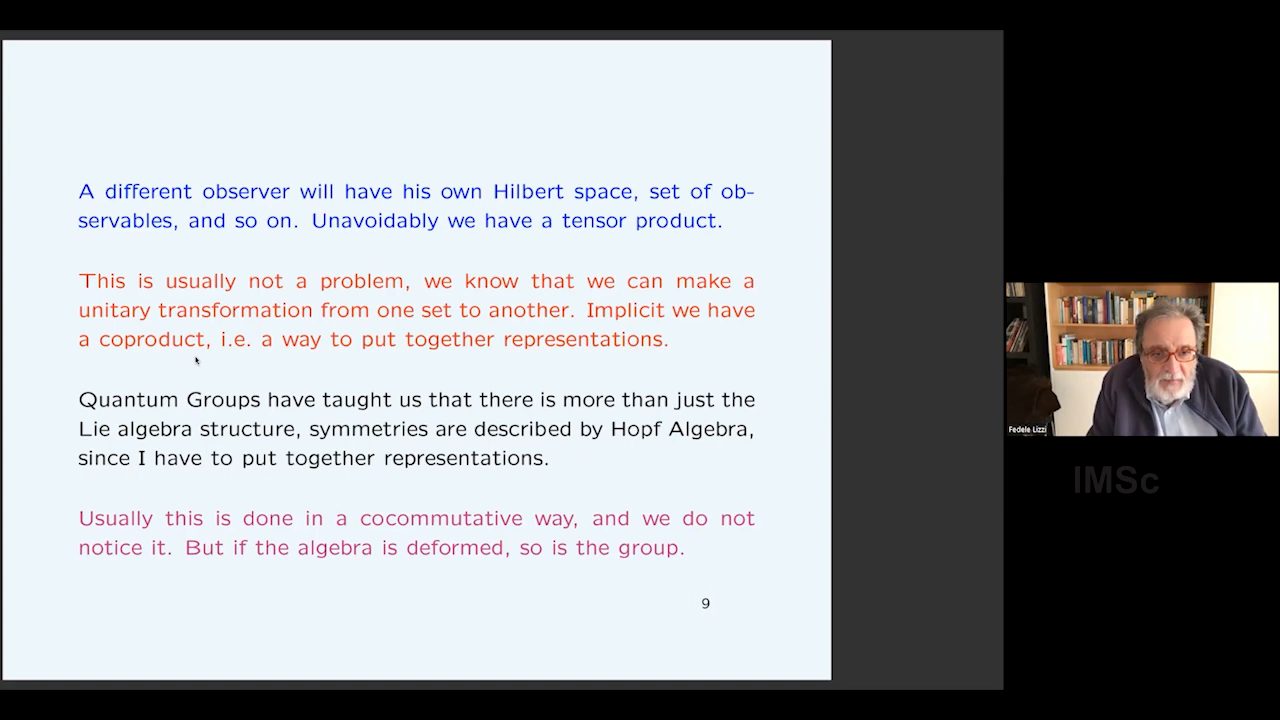 A different observer will have his own Hilbert space, set of ob-
servables, and so on. Unavoidably we have a tensor product.
This is usually not a problem, we know that we can make a
unitary transformation from one set to another. Implicit we have
a coproduct, i.e. a way to put together representations.
Quantum Groups have taught us that there is more than just the
Lie algebra structure, symmetries are described by Hopf Algebra,
since I have to put together representations.
Usually this is done in a cocommutative way, and we do not
notice it. But if the algebra is deformed, so is the group.
9
Fedele Lizzi
IMSc